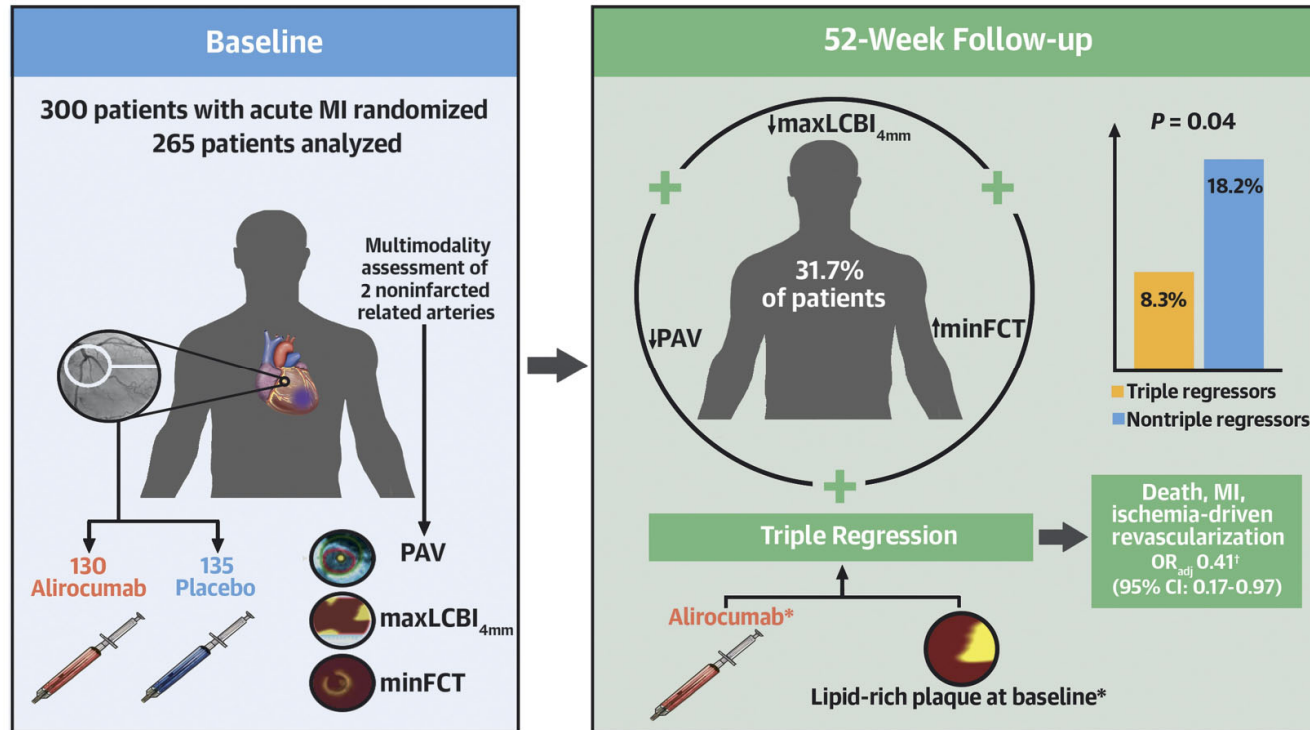 Baseline
300 patients with acute MI randomized
265 patients analyzed
Multimodality
assessment of
2 noninfarcted
related arteries
130
Alirocumab
135
Placebo
PAV
maxLCBI4mm
minFCT
52-Week Follow-up
↓maxLCBI4mm
31.7%
of patients
↓PAV
↑minFCT
+
+
+
Triple Regression
Alirocumab*
Lipid-rich plaque at baseline*
P = 0.04
8.3%
18.2%
Triple regressors
Nontriple regressors
Death, MI,
ischemia-driven
revascularization
ORadj 0.41†
(95% CI: 0.17-0.97)